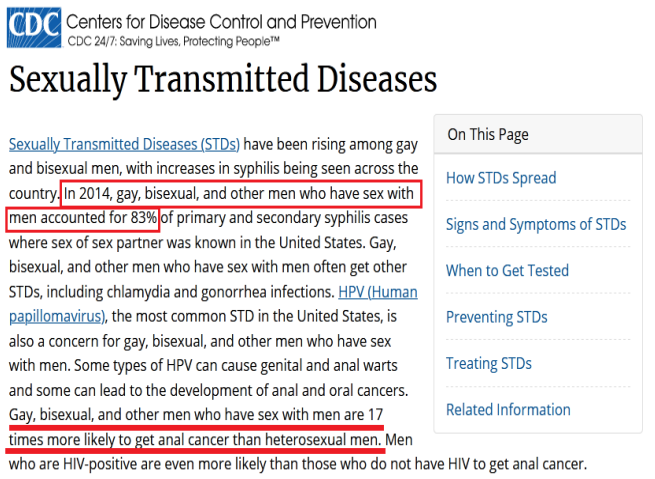 CDC Centers for Disease Control and Prevention
CDC 24/7: Saving Lives, Protecting People™
Sexually Transmitted Diseases
Sexually Transmitted Diseases (STDs) have been rising among gay
and bisexual men, with increases in syphilis being seen across the
country. In 2014, gay, bisexual, and other men who have sex with
men accounted for 83% of primary and secondary syphilis cases
where sex of sex partner was known in the United States. Gay,
bisexual, and other men who have sex with men often get other
STDs, including chlamydia and gonorrhea infections. HPV (Human
papillomavirus), the most common STD in the United States, is
also a concern for gay, bisexual, and other men who have sex
with men. Some types of HPV can cause genital and anal warts
and some can lead to the development of anal and oral cancers.
Gay, bisexual, and other men who have sex with men are 17
times more likely to get anal cancer than heterosexual men. Men
who are HIV-positive are even more likely than those who do not have HIV to get anal cancer.
On This Page
How STDs Spread
Signs and Symptoms of STDs
When to Get Tested
Preventing STDs
Treating STDs
Related Information